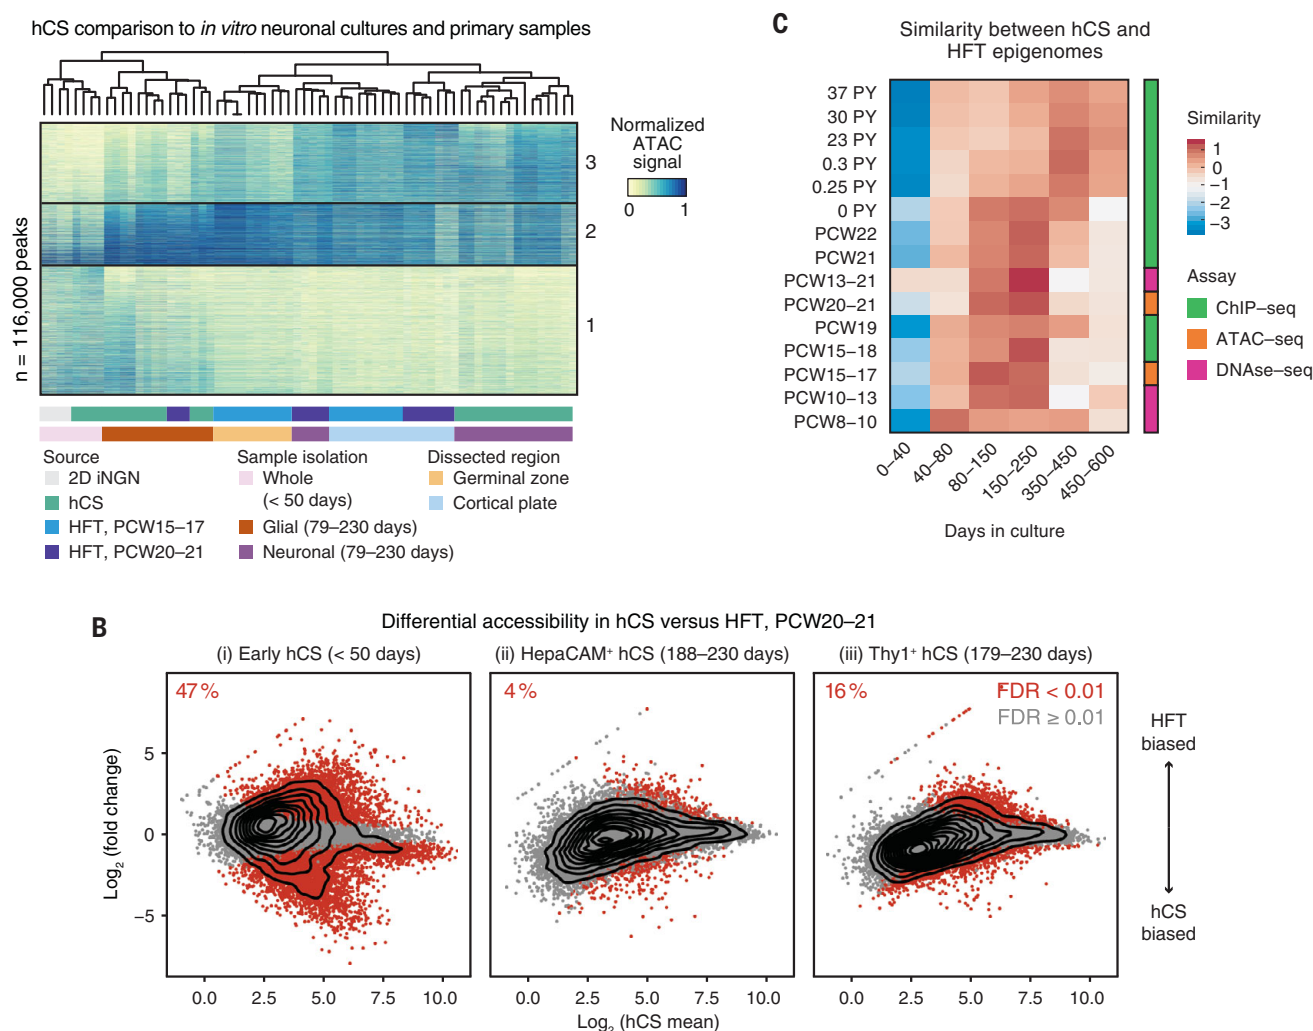 hCS comparison to in vitro neuronal cultures and primary samples
Normalized
ATAC
signal
0 1
n = 116,000 peaks
3
2
1
Source
2D iNGN
hCS
HFT, PCW15–17
HFT, PCW20–21
Sample isolation
Whole
(< 50 days)
Glial (79–230 days)
Neuronal (79–230 days)
Dissected region
Germinal zone
Cortical plate
C
Similarity between hCS and
HFT epigenomes
37 PY
30 PY
23 PY
0.3 PY
0.25 PY
0 PY
PCW22
PCW21
PCW13–21
PCW20–21
PCW19
PCW15–18
PCW15–17
PCW10–13
PCW8–10
0–40
40–80
80–150
150–250
350–450
450–600
Days in culture
Similarity
1
0
−1
−2
−3
Assay
ChIP–seq
ATAC–seq
DNAse–seq
B
Differential accessibility in hCS versus HFT, PCW20–21
(i) Early hCS (< 50 days)
(ii) HepaCAM+ hCS (188–230 days)
(iii) Thy1+ hCS (179–230 days)
47%
4%
16%
FDR < 0.01
FDR ≥ 0.01
Log2 (fold change)
5
0
−5
0.0 2.5 5.0 7.5 10.0
0.0 2.5 5.0 7.5 10.0
0.0 2.5 5.0 7.5 10.0
Log2 (hCS mean)
HFT
biased
hCS
biased